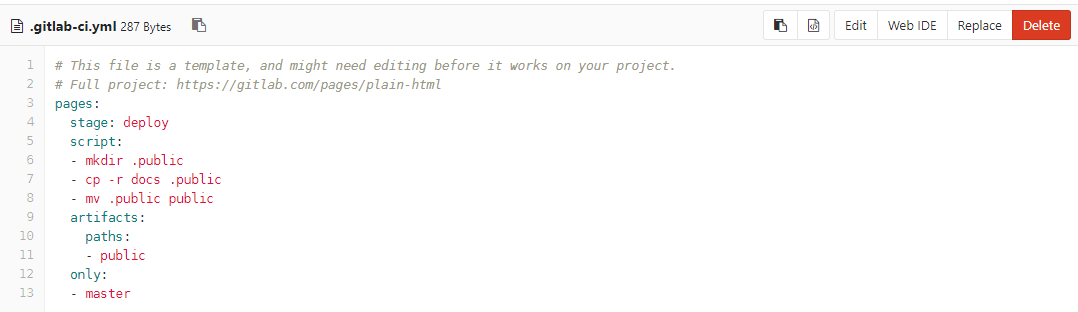 .gitlab-ci.yml 287 Bytes Edit Web IDE Replace Delete
1 # This file is a template, and might need editing before it works on your project.
2 # Full project: https://gitlab.com/pages/plain-html
3 pages:
4 stage: deploy
5 script:
6 - mkdir .public
7 - cp -r docs .public
8 - mv .public public
9 artifacts:
10 paths:
11 - public
12 only:
13 - master